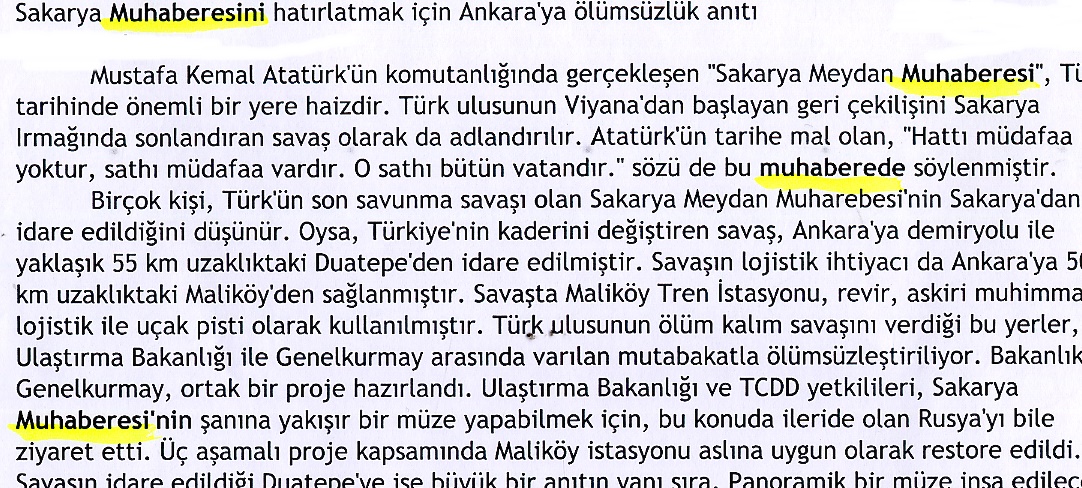 Sakarya Muhaberesini hatırlatmak için Ankara'ya ölümsüzlük anıtı
Mustafa Kemal Atatürk'ün komutanlığında gerçekleşen "Sakarya Meydan Muhaberesi", Tü
tarihinde önemli bir yere haizdir. Türk ulusunun Viyana'dan başlayan geri çekilişini Sakarya
Irmağında sonlandıran savaş olarak da adlandırılır. Atatürk'ün tarihe mal olan, "Hattı müdafaa
yoktur, sathı müdafaa vardır. O sathı bütün vatandır." sözü de bu muhaberede söylenmiştir.
Birçok kişi, Türk'ün son savunma savaşı olan Sakarya Meydan Muharebesi'nin Sakarya'dan
idare edildiğini düşünür. Oysa, Türkiye'nin kaderini değiştiren savaş, Ankara'ya demiryolu ile
yaklaşık 55 km uzaklıktaki Duatepe'den idare edilmiştir. Savaşın lojistik ihtiyacı da Ankara'ya 50
km uzaklıktaki Maliköy'den sağlanmıştır. Savaşta Maliköy Tren İstasyonu, revir, askiri muhimma
lojistik ile uçak pisti olarak kullanılmıştır. Türk ulusunun ölüm kalım savaşını verdiği bu yerler,
Ulaştırma Bakanlığı ile Genelkurmay arasında varılan mutabakatla ölümsüzleştiriliyor. Bakanlık
Genelkurmay, ortak bir proje hazırlandı. Ulaştırma Bakanlığı ve TCDD yetkilileri, Sakarya
Muhaberesi'nin şanına yakışır bir müze yapabilmek için, bu konuda ileride olan Rusya'yı bile
ziyaret etti. Üç aşamalı proje kapsamında Maliköy istasyonu aslına uygun olarak restore edildi.
Savaşın idare edildiği Duatepe'ye ise büyük bir anıtın yanı sıra, Panoramik bir müze inşa edilece